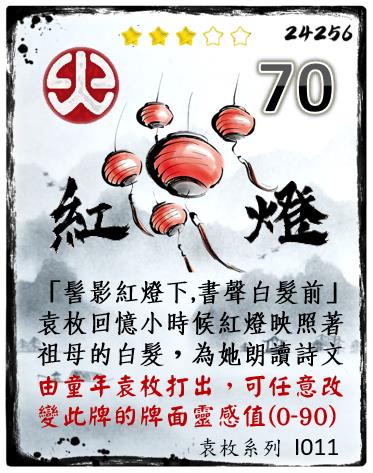 24256
火
70
紅燈
「髻影紅燈下,書聲白髮前」
袁枚回憶小時候紅燈映照著
祖母的白髮，為她朗讀詩文
由童年袁枚打出，可任意改
變此牌的牌面靈感值(0-90)
袁枚系列 I011